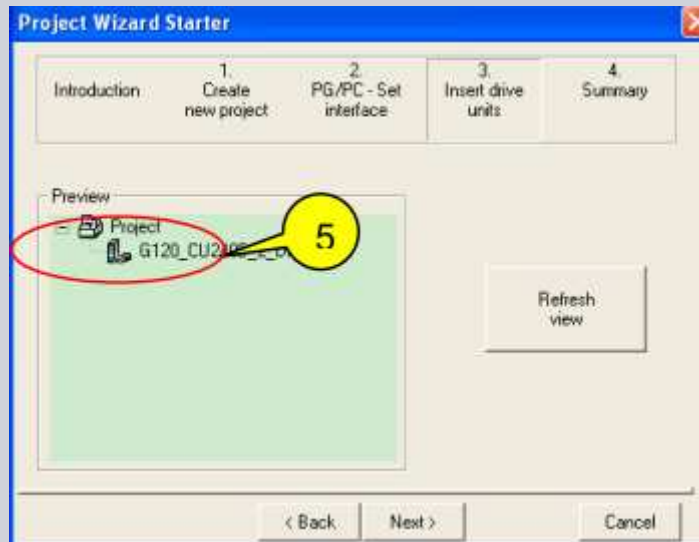 Project Wizard Starter
Introduction
1.
Create
new project
2.
PG/PC - Set
interface
3.
Insert drive
units
4.
Summary
Preview
Project
5
Refresh
view
< Back
Next >
Cancel